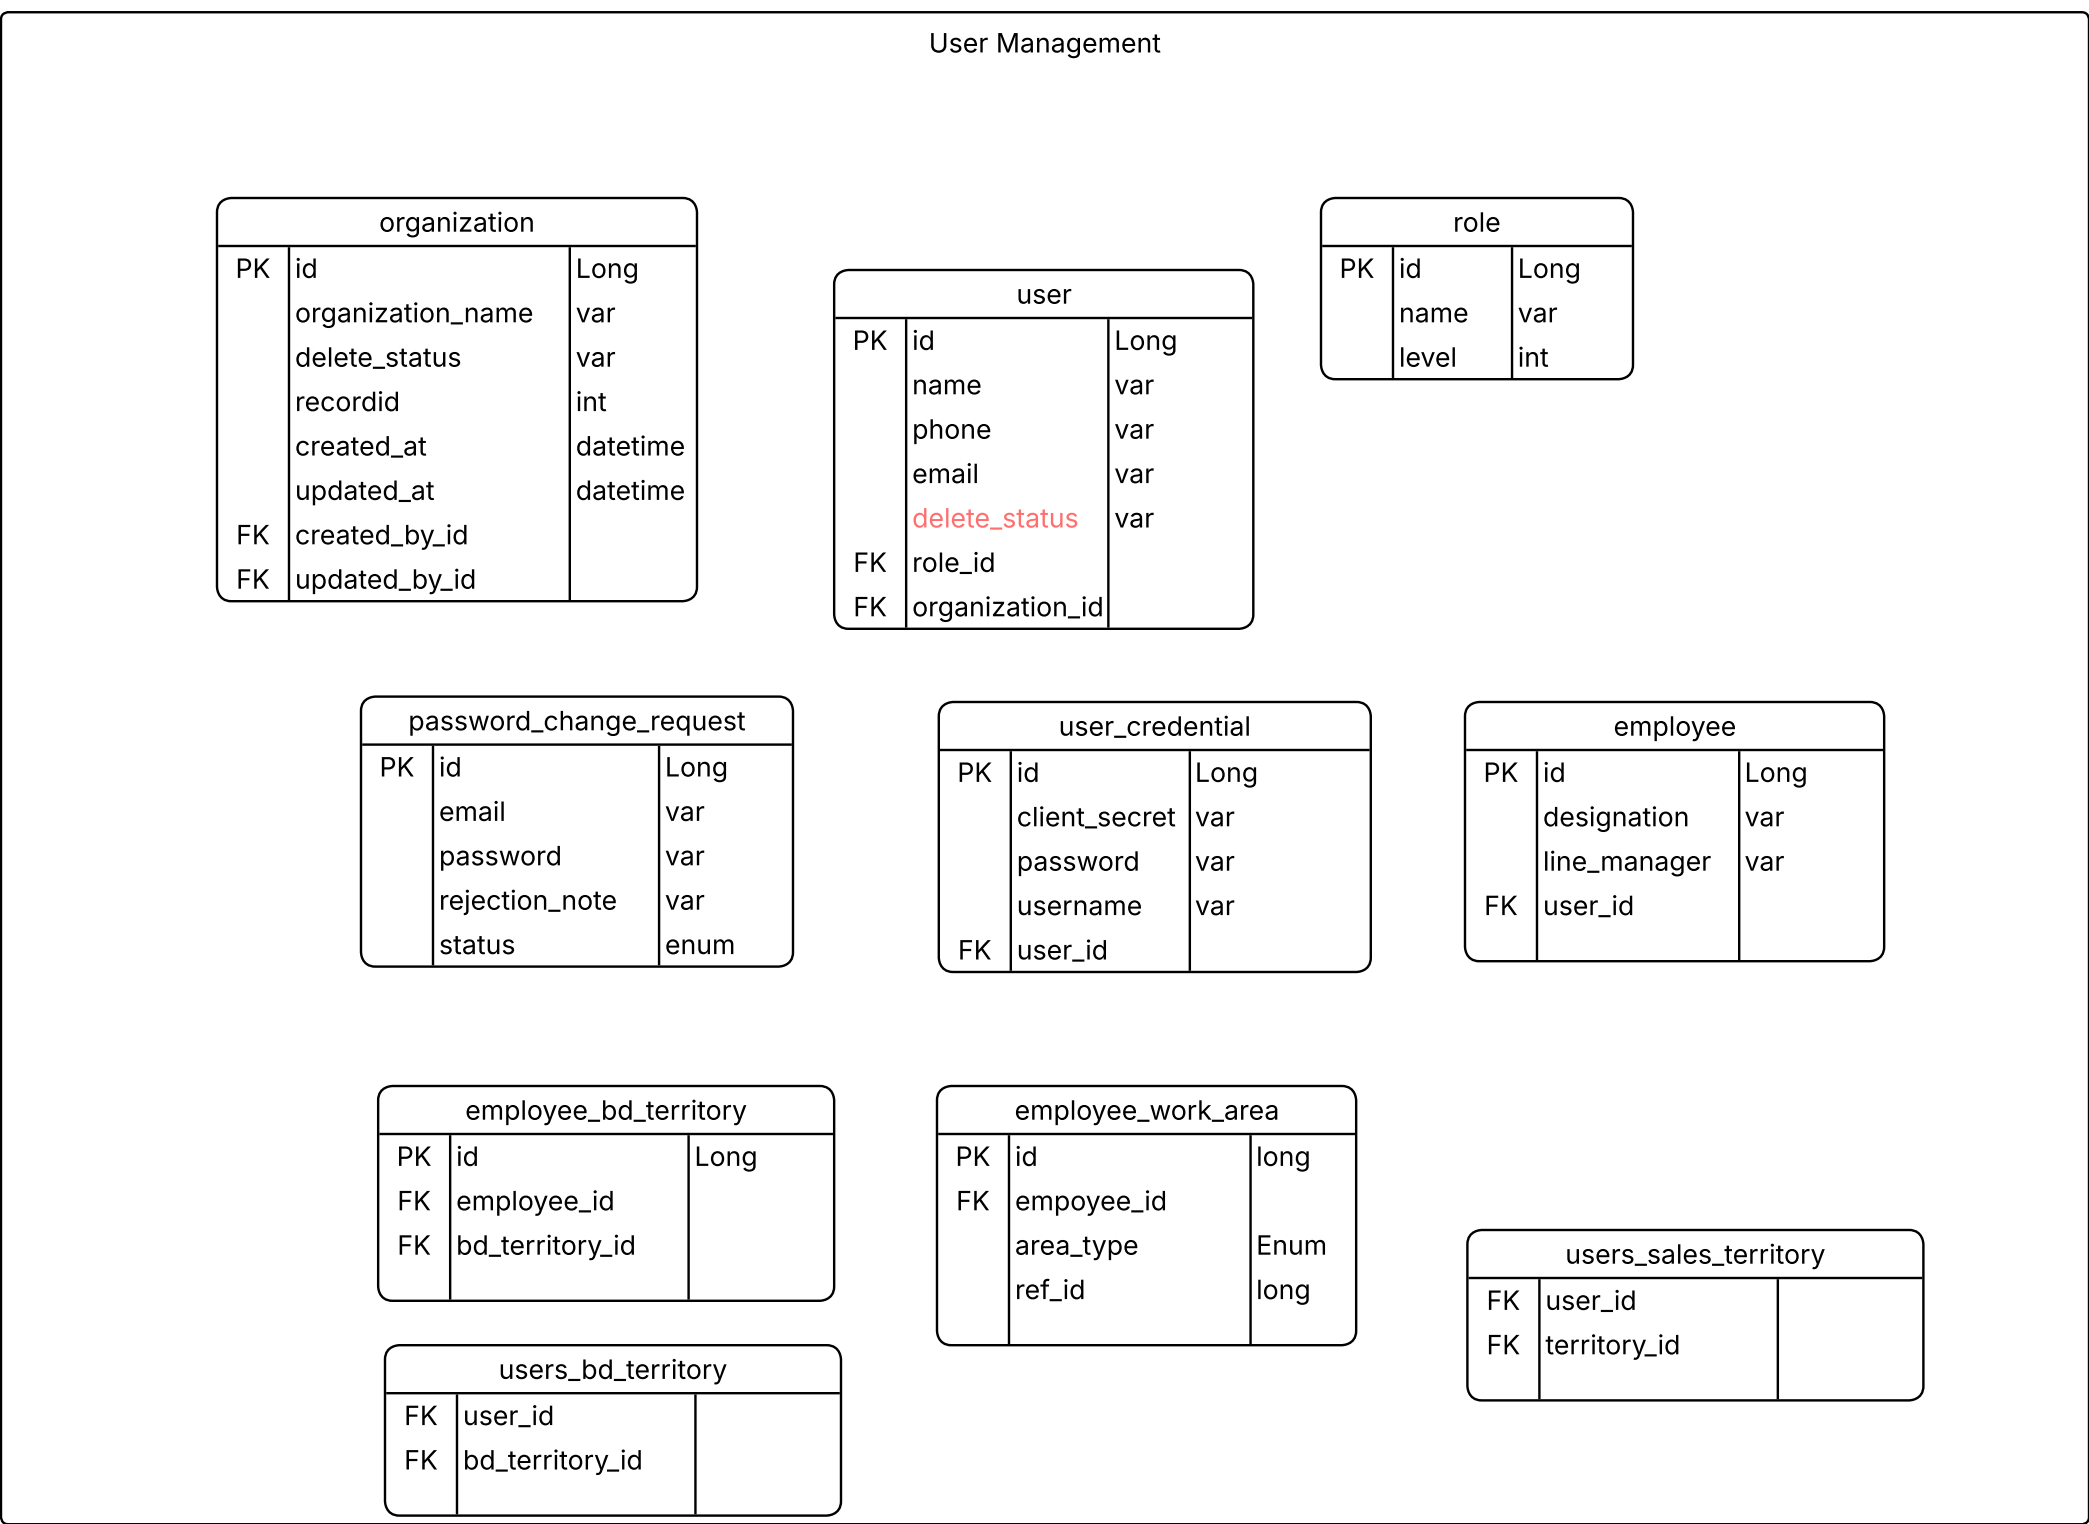 User Management
organization
PK id Long
organization_name var
delete_status var
recordid int
created_at datetime
updated_at datetime
FK created_by_id
FK updated_by_id
user
PK id Long
name var
phone var
email var
delete_status var
FK role_id
FK organization_id
role
PK id Long
name var
level int
password_change_request
PK id Long
email var
password var
rejection_note var
status enum
user_credential
PK id Long
client_secret var
password var
username var
FK user_id
employee
PK id Long
designation var
line_manager var
FK user_id
employee_bd_territory
PK id Long
FK employee_id
FK bd_territory_id
employee_work_area
PK id long
FK empoyee_id
area_type Enum
ref_id long
users_sales_territory
FK user_id
FK territory_id
users_bd_territory
FK user_id
FK bd_territory_id